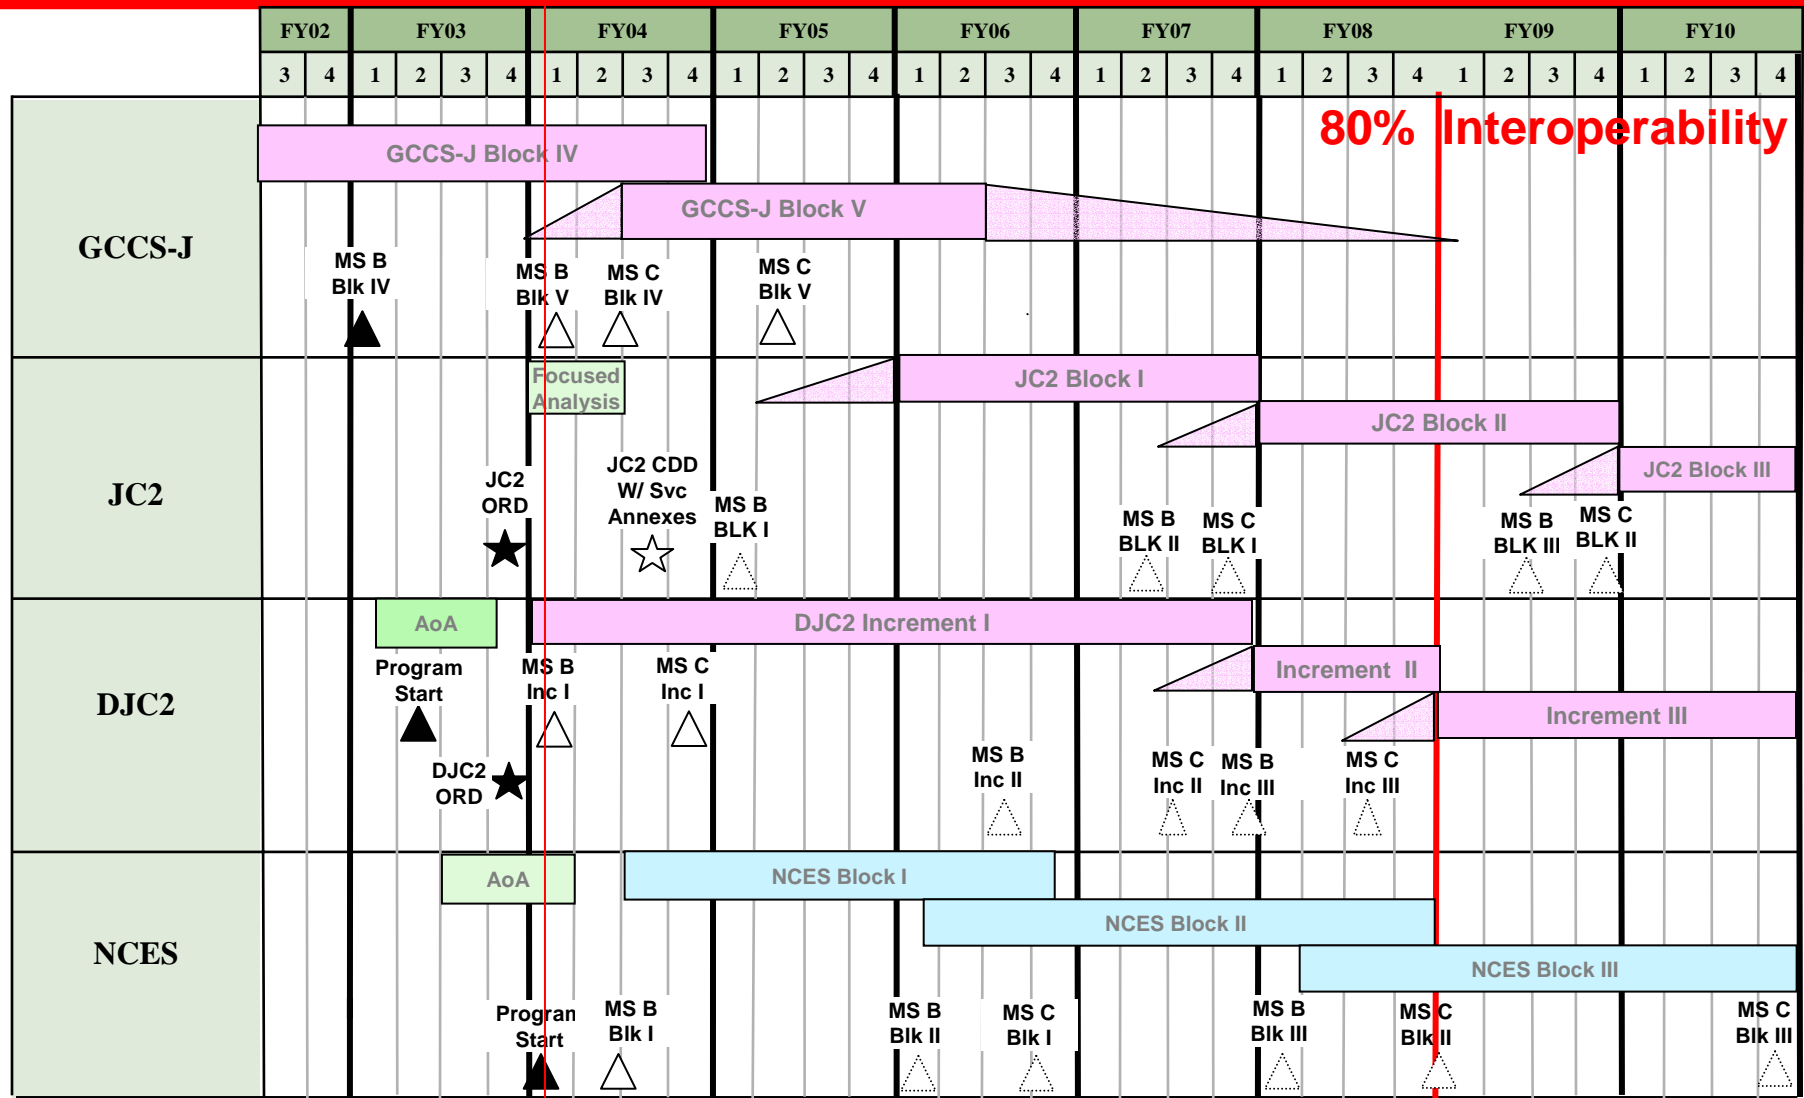 FY02 FY03 FY04 FY05 FY06 FY07 FY08 FY09 FY10
3 4 1 2 3 4 1 2 3 4 1 2 3 4 1 2 3 4 1 2 3 4 1 2 3 4 1 2 3 4 1 2 3 4
80% Interoperability
GCCS-J
GCCS-J Block IV
GCCS-J Block V
MS B
Blk IV
MS B
Blk V
MS C
Blk IV
MS C
Blk V
JC2
Focused
Analysis
JC2 Block I
JC2 Block II
JC2 Block III
JC2
ORD
JC2 CDD
W/ Svc
Annexes
MS B
BLK I
MS B
BLK II
MS C
BLK I
MS B
BLK III
MS C
BLK II
DJC2
AoA
DJC2 Increment I
Increment II
Increment III
Program
Start
DJC2
ORD
MS B
Inc I
MS C
Inc I
MS B
Inc II
MS C
Inc II
MS B
Inc III
MS C
Inc III
NCES
AoA
NCES Block I
NCES Block II
NCES Block III
Program
Start
MS B
Blk I
MS B
Blk II
MS C
Blk I
MS B
Blk III
MS C
Blk II
MS C
Blk III